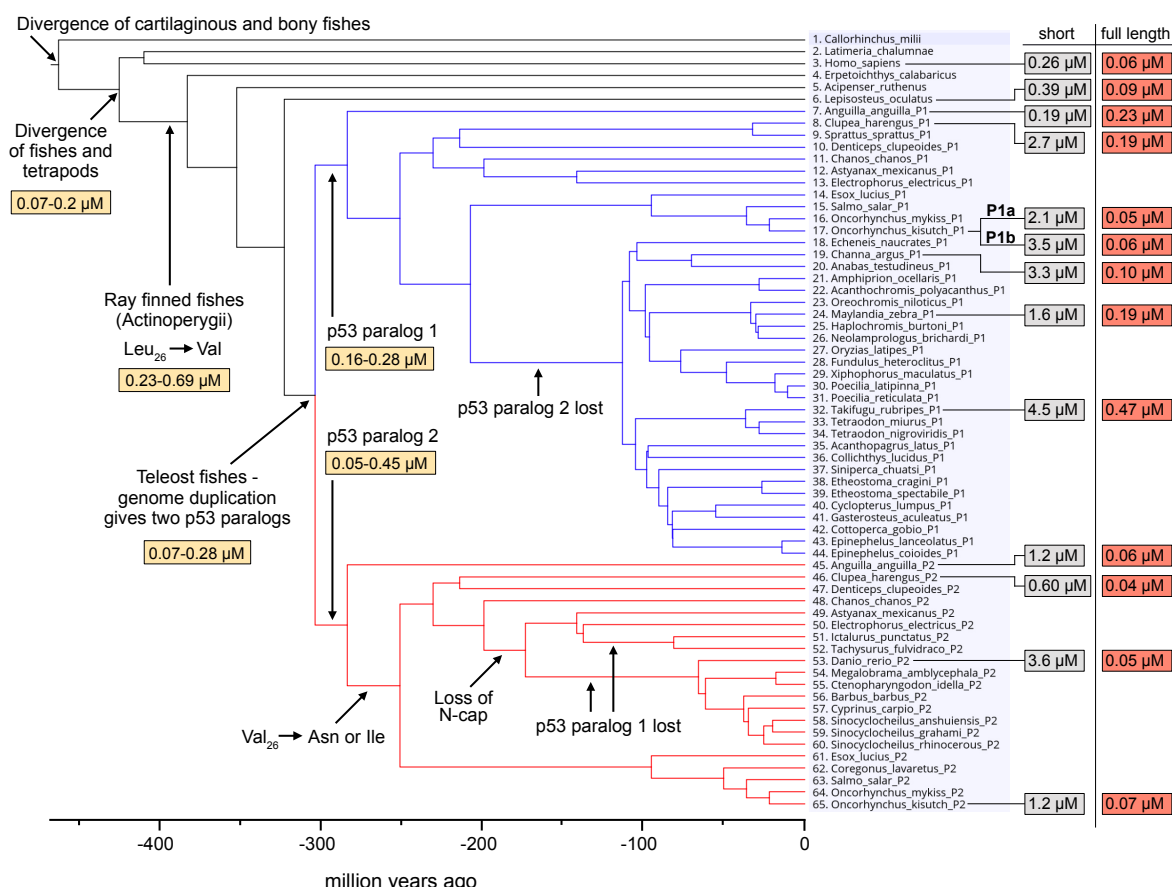 Divergence of cartilaginous and bony fishes
short
full length
1. Callorhinchus_milii
2. Latimeria_chalumnae
3. Homo_sapiens
0.26 µM
0.06 µM
4. Erpetoichthys_calabaricus
5. Acipenser_ruthenus
0.39 µM
0.09 µM
6. Lepisosteus_oculatus
7. Anguilla_anguilla_P1
0.19 µM
0.23 µM
8. Clupea_harengus_P1
9. Sprattus_sprattus_P1
2.7 µM
0.19 µM
10. Denticeps_clupeoides_P1
11. Chanos_chanos_P1
12. Astyanax_mexicanus_P1
13. Electrophorus_electricus_P1
14. Esox_lucius_P1
15. Salmo_salar_P1
16. Oncorhynchus_mykiss_P1
P1a
2.1 µM
0.05 µM
17. Oncorhynchus_kisutch_P1
18. Echeneis_naucrates_P1
P1b
3.5 µM
0.06 µM
19. Channa_argus_P1
20. Anabas_testudineus_P1
3.3 µM
0.10 µM
21. Amphiprion_ocellaris_P1
22. Acanthochromis_polyacanthus_P1
23. Oreochromis_niloticus_P1
24. Maylandia_zebra_P1
1.6 µM
0.19 µM
25. Haplochromis_burtoni_P1
26. Neolamprologus_brichardi_P1
27. Oryzias_latipes_P1
28. Fundulus_heteroclitus_P1
29. Xiphophorus_maculatus_P1
30. Poecilia_latipinna_P1
31. Poecilia_reticulata_P1
32. Takifugu_rubripes_P1
4.5 µM
0.47 µM
33. Tetraodon_miurus_P1
34. Tetraodon_nigroviridis_P1
35. Acanthopagrus_latus_P1
36. Collichthys_lucidus_P1
37. Siniperca_chuatsi_P1
38. Etheostoma_cragini_P1
39. Etheostoma_spectabile_P1
40. Cyclopterus_lumpus_P1
41. Gasterosteus_aculeatus_P1
42. Cottoperca_gobio_P1
43. Epinephelus_lanceolatus_P1
44. Epinephelus_coioides_P1
45. Anguilla_anguilla_P2
1.2 µM
0.06 µM
46. Clupea_harengus_P2
47. Denticeps_clupeoides_P2
0.60 µM
0.04 µM
48. Chanos_chanos_P2
49. Astyanax_mexicanus_P2
50. Electrophorus_electricus_P2
51. Ictalurus_punctatus_P2
52. Tachysurus_fulvidraco_P2
53. Danio_rerio_P2
3.6 µM
0.05 µM
54. Megalobrama_amblycephala_P2
55. Ctenopharyngodon_idella_P2
56. Barbus_barbus_P2
57. Cyprinus_carpio_P2
58. Sinocyclocheilus_anshuiensis_P2
59. Sinocyclocheilus_grahami_P2
60. Sinocyclocheilus_rhinocerous_P2
61. Esox_lucius_P2
62. Coregonus_lavaretus_P2
63. Salmo_salar_P2
64. Oncorhynchus_mykiss_P2
65. Oncorhynchus_kisutch_P2
1.2 µM
0.07 µM
Divergence
of fishes and
tetrapods
0.07-0.2 µM
Ray finned fishes
(Actinoperygii)
Leu26 → Val
0.23-0.69 µM
p53 paralog 1
0.16-0.28 µM
p53 paralog 2 lost
p53 paralog 2
0.05-0.45 µM
Teleost fishes -
genome duplication
gives two p53 paralogs
0.07-0.28 µM
Loss of
N-cap
p53 paralog 1 lost
Val26 → Asn or Ile
-400
-300
-200
-100
0
million years ago